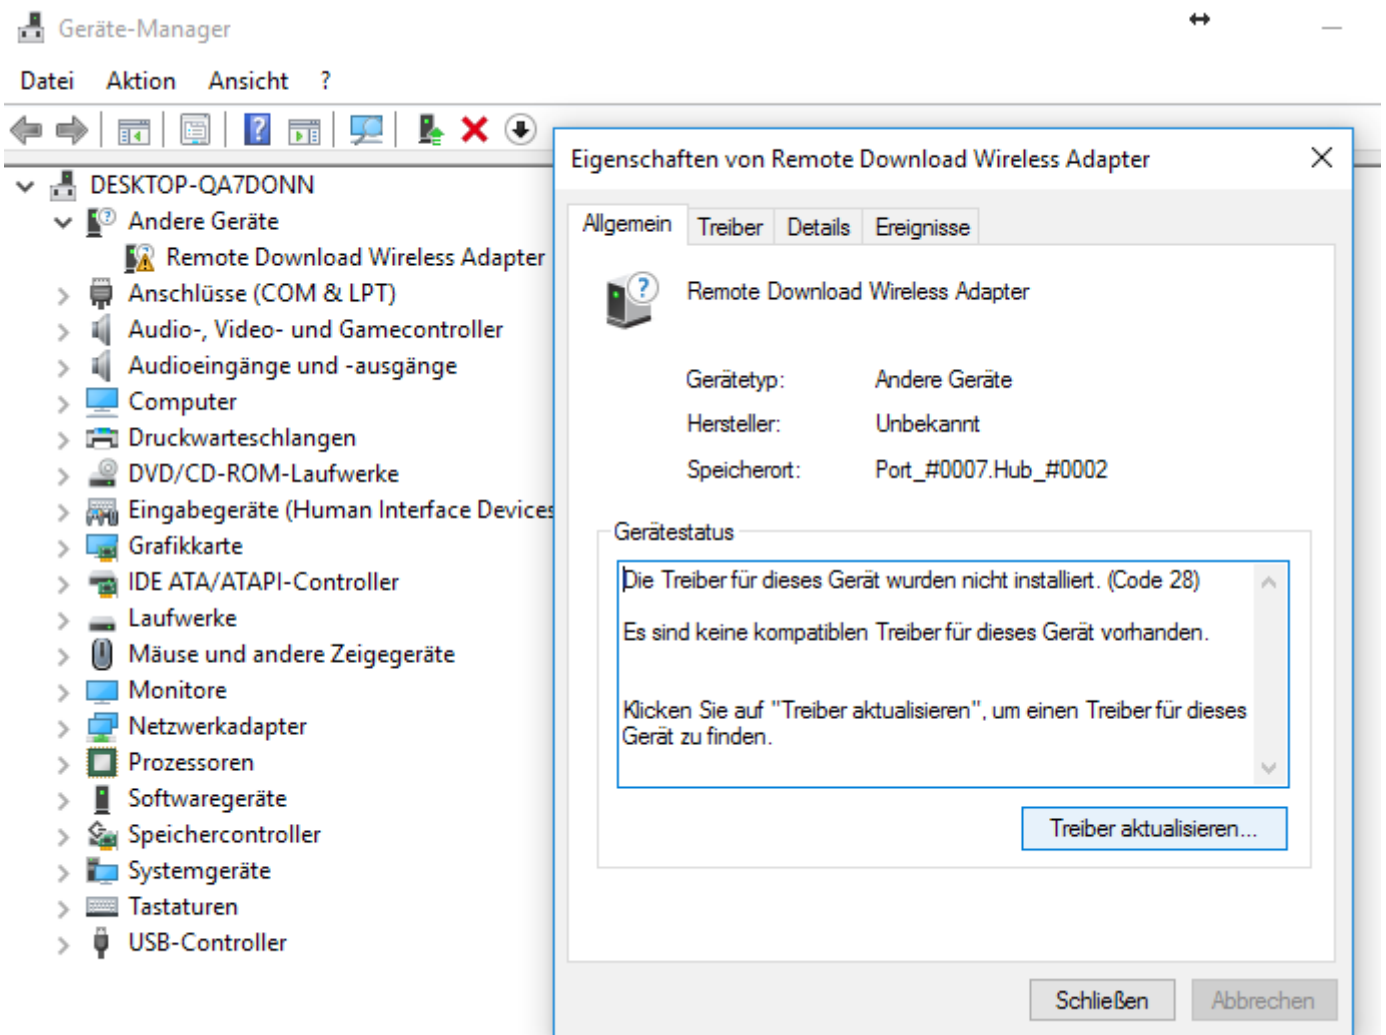 Geräte-Manager
Datei Aktion Ansicht ?
DESKTOP-QA7DONN
Andere Geräte
Remote Download Wireless Adapter
Anschlüsse (COM & LPT)
Audio-, Video- und Gamecontroller
Audioeingänge und -ausgänge
Computer
Druckwarteschlangen
DVD/CD-ROM-Laufwerke
Eingabegeräte (Human Interface Devices
Grafikkarte
IDE ATA/ATAPI-Controller
Laufwerke
Mäuse und andere Zeigegeräte
Monitore
Netzwerkadapter
Prozessoren
Softwaregeräte
Speichercontroller
Systemgeräte
Tastaturen
USB-Controller
Eigenschaften von Remote Download Wireless Adapter
Allgemein Treiber Details Ereignisse
Remote Download Wireless Adapter
Gerätetyp: Andere Geräte
Hersteller: Unbekannt
Speicherort: Port_#0007.Hub_#0002
Gerätestatus
Die Treiber für dieses Gerät wurden nicht installiert. (Code 28)
Es sind keine kompatiblen Treiber für dieses Gerät vorhanden.
Klicken Sie auf "Treiber aktualisieren", um einen Treiber für dieses
Gerät zu finden.
Treiber aktualisieren...
Schließen Abbrechen